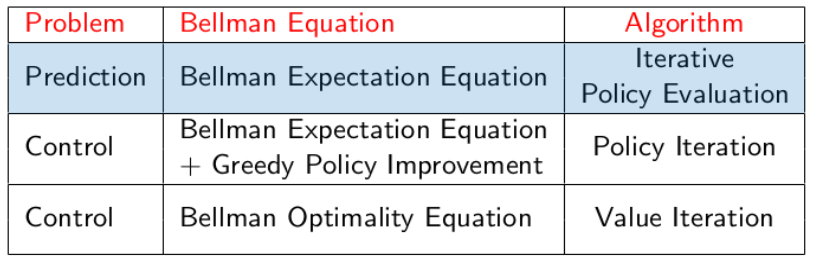 Problem Bellman Equation Algorithm
Prediction Bellman Expectation Equation Iterative
Policy Evaluation
Control Bellman Expectation Equation
+ Greedy Policy Improvement Policy Iteration
Control Bellman Optimality Equation Value Iteration